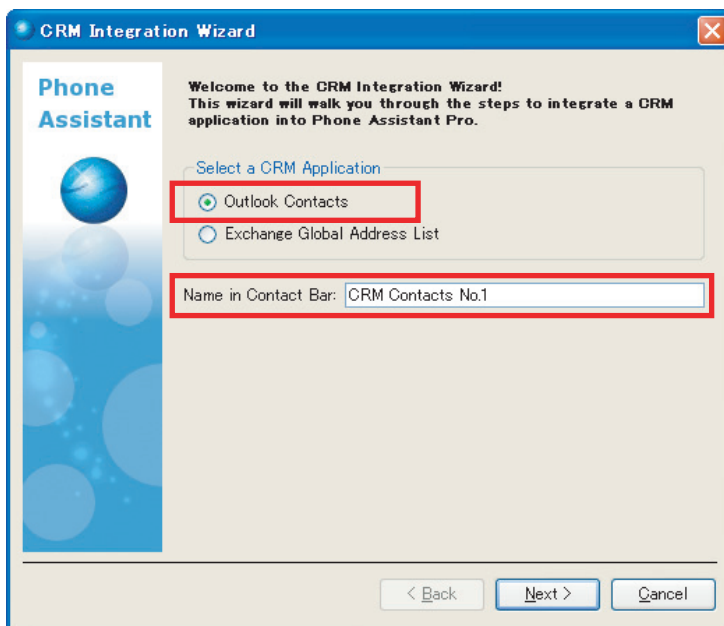 CRM Integration Wizard
Phone
Assistant
Welcome to the CRM Integration Wizard!
This wizard will walk you through the steps to integrate a CRM
application into Phone Assistant Pro.
Select a CRM Application
Outlook Contacts
Exchange Global Address List
Name in Contact Bar: CRM Contacts No.1
< Back Next > Cancel